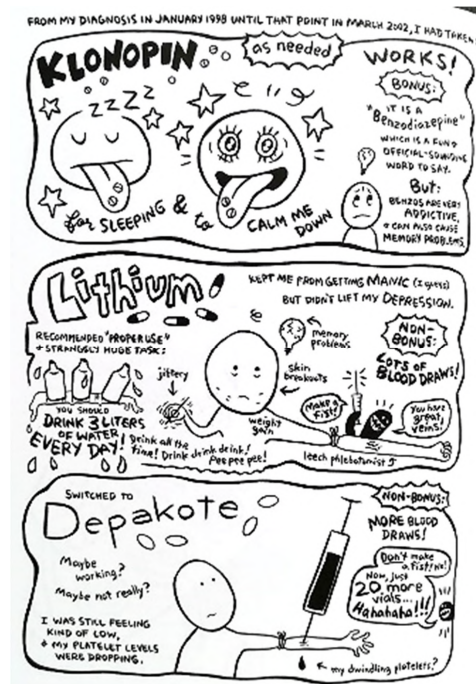 FROM MY DIAGNOSIS IN JANUARY 1998 UNTIL THAT POINT IN MARCH 2002, I HAD TAKEN:
KLONOPIN
as needed
WORKS!
ZZZZZ
BONUS:
IT IS A
"Benzodiazepine"
WHICH IS A FUN &
OFFICIAL-SOUNDING
WORD TO SAY.
BUT:
BENZOS ARE VERY
ADDICTIVE,
& CAN ALSO CAUSE
MEMORY PROBLEMS.
for SLEEPING & to CALM ME
DOWN
Lithium
KEPT ME FROM GETTING MANIC (I guess)
BUT DIDN'T LIFT MY DEPRESSION.
RECOMMENDED "PROPER USE"
& STRANGELY HUGE TASK:
YOU SHOULD
DRINK 3 LITERS
OF WATER
EVERY DAY!
Drink all the
time! Drink drink drink!
Pee pee pee!
jittery
memory
problems
skin
breakouts
weight
gain
NON-
BONUS:
LOTS OF
BLOOD DRAWS!
Make a
fist!
You have
great
veins!
leech phlebotomist
SWITCHED TO
Depakote
Maybe
working?
Maybe not really?
I WAS STILL FEELING
KIND OF LOW,
& MY PLATELET LEVELS
WERE DROPPING.
NON-BONUS:
MORE BLOOD
DRAWS!
Don't make
a fist!
Now, just
20 more
vials...
Hahahaha!!!
my dwindling platelets?